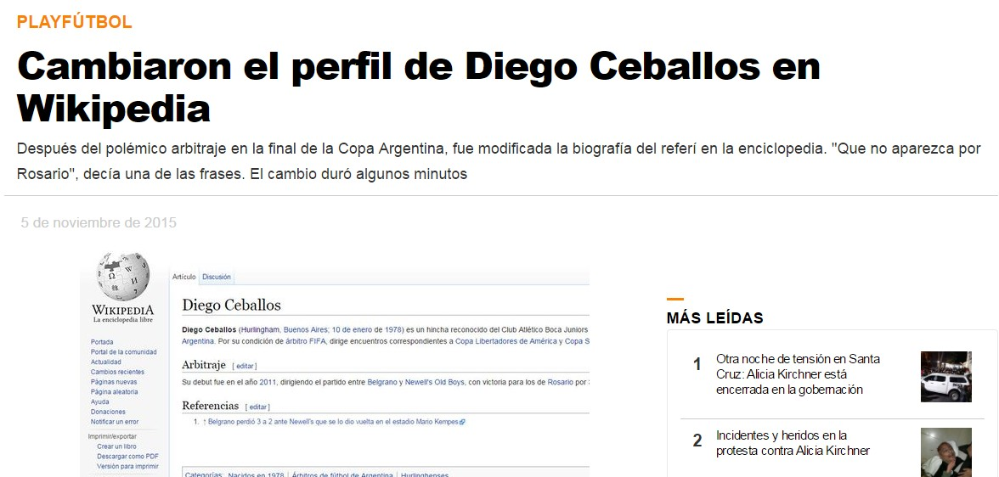 PLAYFÚTBOL
Cambiaron el perfil de Diego Ceballos en
Wikipedia
Después del polémico arbitraje en la final de la Copa Argentina, fue modificada la biografía del referí en la enciclopedia. "Que no aparezca por
Rosario", decía una de las frases. El cambio duró algunos minutos
5 de noviembre de 2015
WIKIPEDIA
La enciclopedia libre
Portada
Portal de la comunidad
Actualidad
Cambios recientes
Páginas nuevas
Página aleatoria
Ayuda
Donaciones
Notificar un error
Imprimir/exportar
Crear un libro
Descargar como PDF
Versión para imprimir
Artículo Discusión
Diego Ceballos
Diego Ceballos (Hurlingham, Buenos Aires; 10 de enero de 1978) es un hincha reconocido del Club Atlético Boca Juniors
Argentina. Por su condición de árbitro FIFA, dirige encuentros correspondientes a Copa Libertadores de América y Copa S
Arbitraje [ editar ]
Su debut fue en el año 2011, dirigiendo el partido entre Belgrano y Newell's Old Boys, con victoria para los de Rosario por
Referencias [ editar ]
1. ↑ Belgrano perdió 3 a 2 ante Newell's que se lo dio vuelta en el estadio Mario Kempes
Categorías: Nacidos en 1978 | Árbitros de fútbol de Argentina | Hurlinghenses
MÁS LEÍDAS
1 Otra noche de tensión en Santa
Cruz: Alicia Kirchner está
encerrada en la gobernación
2 Incidentes y heridos en la
protesta contra Alicia Kirchner